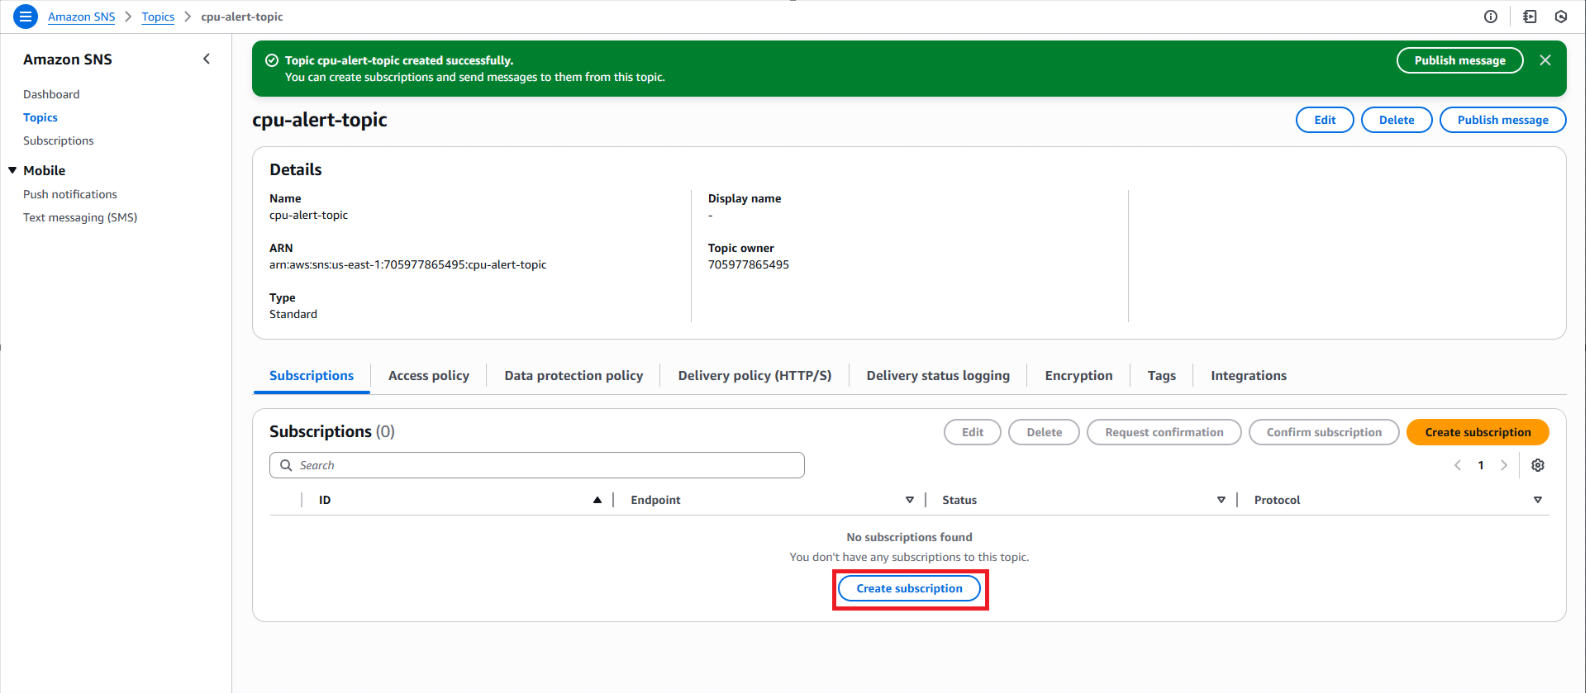 Amazon SNS > Topics > cpu-alert-topic
Amazon SNS
Dashboard
Topics
Subscriptions
Mobile
Push notifications
Text messaging (SMS)
Topic cpu-alert-topic created successfully.
You can create subscriptions and send messages to them from this topic.
Publish message
cpu-alert-topic
Edit
Delete
Publish message
Details
Name
cpu-alert-topic
ARN
arn:aws:sns:us-east-1:705977865495:cpu-alert-topic
Type
Standard
Display name
-
Topic owner
705977865495
Subscriptions
Access policy
Data protection policy
Delivery policy (HTTP/S)
Delivery status logging
Encryption
Tags
Integrations
Subscriptions (0)
Edit
Delete
Request confirmation
Confirm subscription
Create subscription
Search
1
ID
Endpoint
Status
Protocol
No subscriptions found
You don't have any subscriptions to this topic.
Create subscription